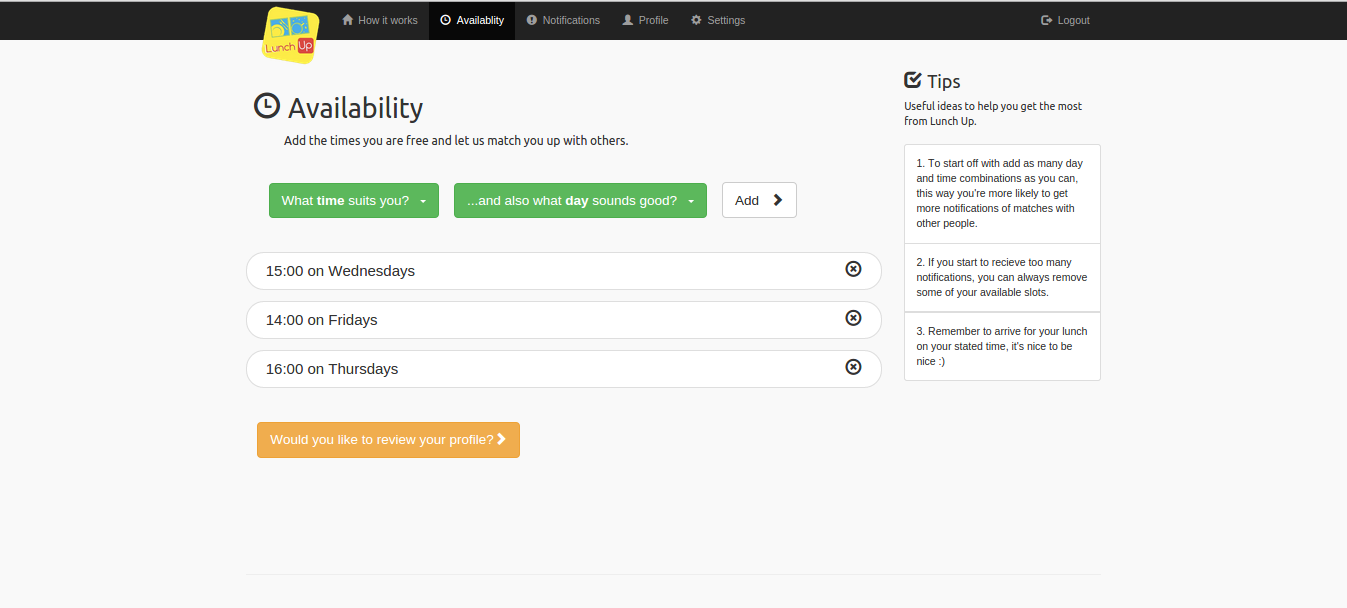 Lunch Up
How it works
Availablity
Notifications
Profile
Settings
Logout
Availability
Add the times you are free and let us match you up with others.
What time suits you?
...and also what day sounds good?
Add
15:00 on Wednesdays
14:00 on Fridays
16:00 on Thursdays
Would you like to review your profile?
Tips
Useful ideas to help you get the most
from Lunch Up.
1. To start off with add as many day
and time combinations as you can,
this way you're more likely to get
more notifications of matches with
other people.
2. If you start to recieve too many
notifications, you can always remove
some of your available slots.
3. Remember to arrive for your lunch
on your stated time, it's nice to be
nice :)